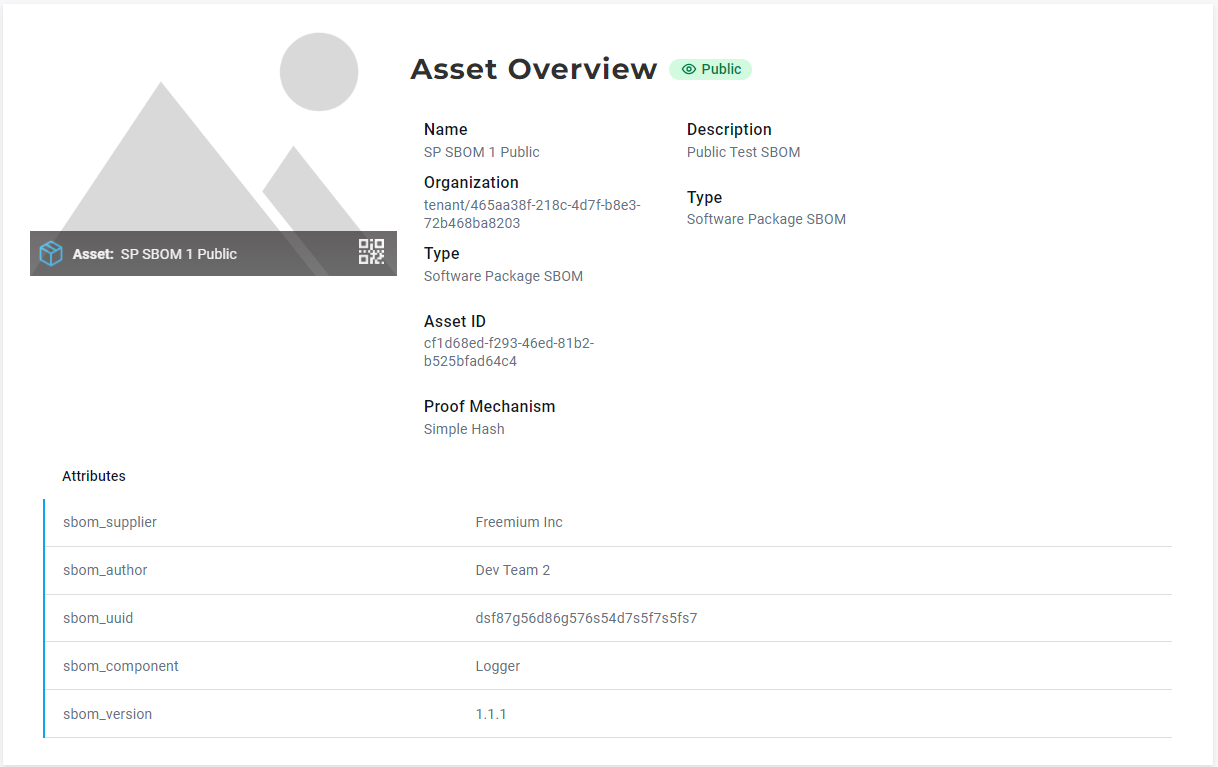 Asset Overview Public
Name
SP SBOM 1 Public
Organization
tenant/465aa38f-218c-4d7f-b8e3-
72b468ba8203
Type
Software Package SBOM
Asset ID
cf1d68ed-f293-46ed-81b2-
b525bfad64c4
Proof Mechanism
Simple Hash
Description
Public Test SBOM
Type
Software Package SBOM
Asset: SP SBOM 1 Public
Attributes
sbom_supplier Freemium Inc
sbom_author Dev Team 2
sbom_uuid dsf87g56d86g576s54d7s5f7s5fs7
sbom_component Logger
sbom_version 1.1.1